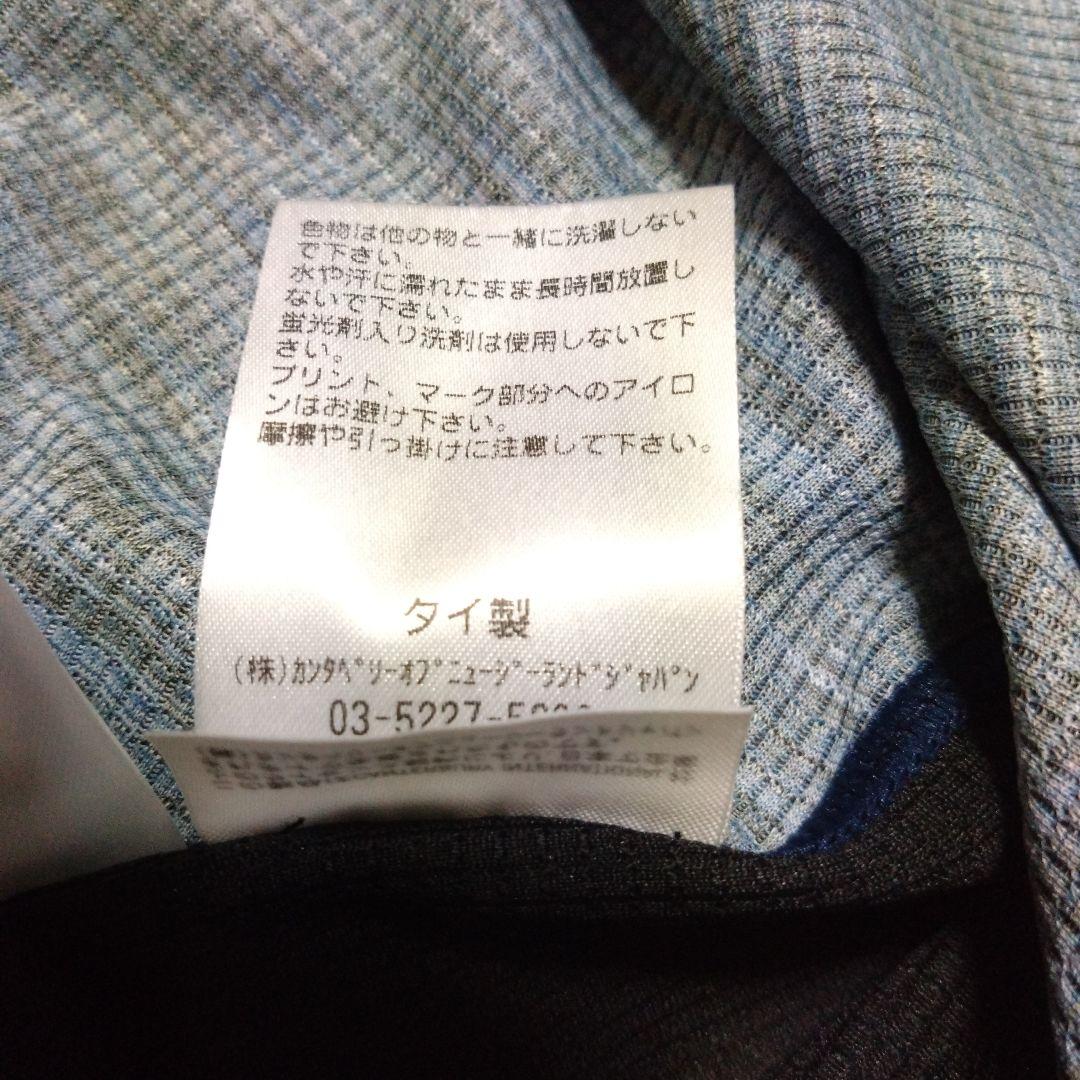 色物は他の物と一緒に洗濯しない
で下さい。
水や汗に濡れたまま長時間放置し
ないで下さい。
蛍光剤入り洗剤は使用しないで下
さい。
プリント、マーク部分へのアイロ
ンはお避け下さい。
摩擦や引っ掛けに注意して下さい。
タイ製
(株)ｶﾝﾀﾍﾞﾘｰｵﾌﾞﾆｭｰｼﾞｰﾗﾝﾄﾞｼﾞｬﾊﾟﾝ
03-5227-